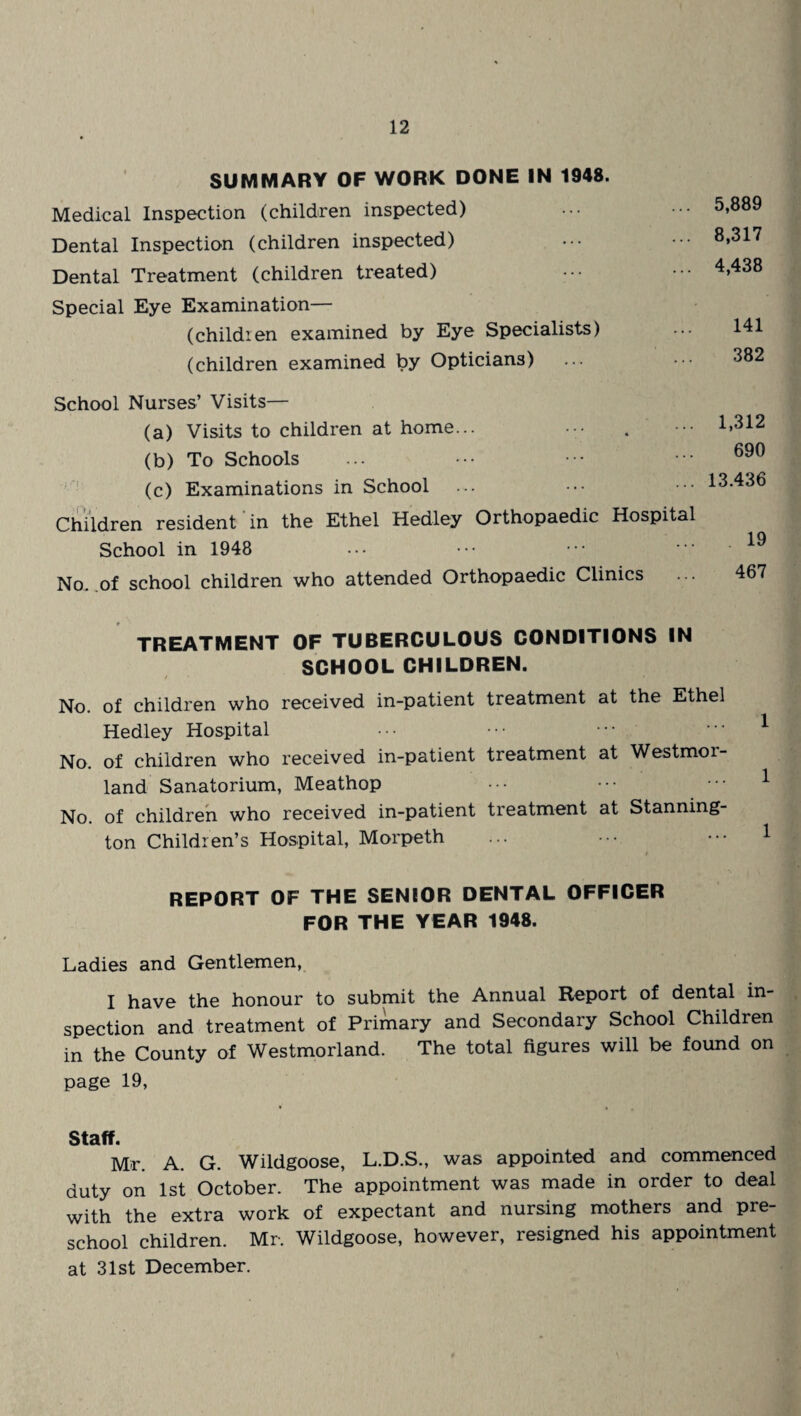 12
SUMMARY OF WORK DONE IN 1948.
Medical Inspection (children inspected) ... ... 5,889
Dental Inspection (children inspected) ... ... 8,317
Dental Treatment (children treated) ... ... 4,438
Special Eye Examination—
(children examined by Eye Specialists) ... 141
(children examined by Opticians) ... ... 382
School Nurses' Visits—
(a) Visits to children at home... ... . ... 1,312
(b) To Schools ... ... ... ... 690
(c) Examinations in School ... ... ... 13.436
Children resident in the Ethel Hedley Orthopaedic Hospital
School in 1948 ... ... ... ... 19
No. of school children who attended Orthopaedic Clinics ... 467
TREATMENT OF TUBERCULOUS CONDITIONS IN
SCHOOL CHILDREN.
No. of children who received in-patient treatment at the Ethel
Hedley Hospital ... ... ... ... 1
No. of children who received in-patient treatment at Westmor-
land Sanatorium, Meathop ... ... ... 1
No. of children who received in-patient treatment at Stanning-
ton Children's Hospital, Morpeth ... ... ... 1
REPORT OF THE SENIOR DENTAL OFFICER
FOR THE YEAR 1948.
Ladies and Gentlemen,
I have the honour to submit the Annual Report of dental in-
spection and treatment of Primary and Secondary School Children
in the County of Westmorland. The total figures will be found on
page 19,
Staff.
Mr. A. G. Wildgoose, L.D.S., was appointed and commenced
duty on 1st October. The appointment was made in order to deal
with the extra work of expectant and nursing mothers and pre-
school children. Mr. Wildgoose, however, resigned his appointment
at 31st December.